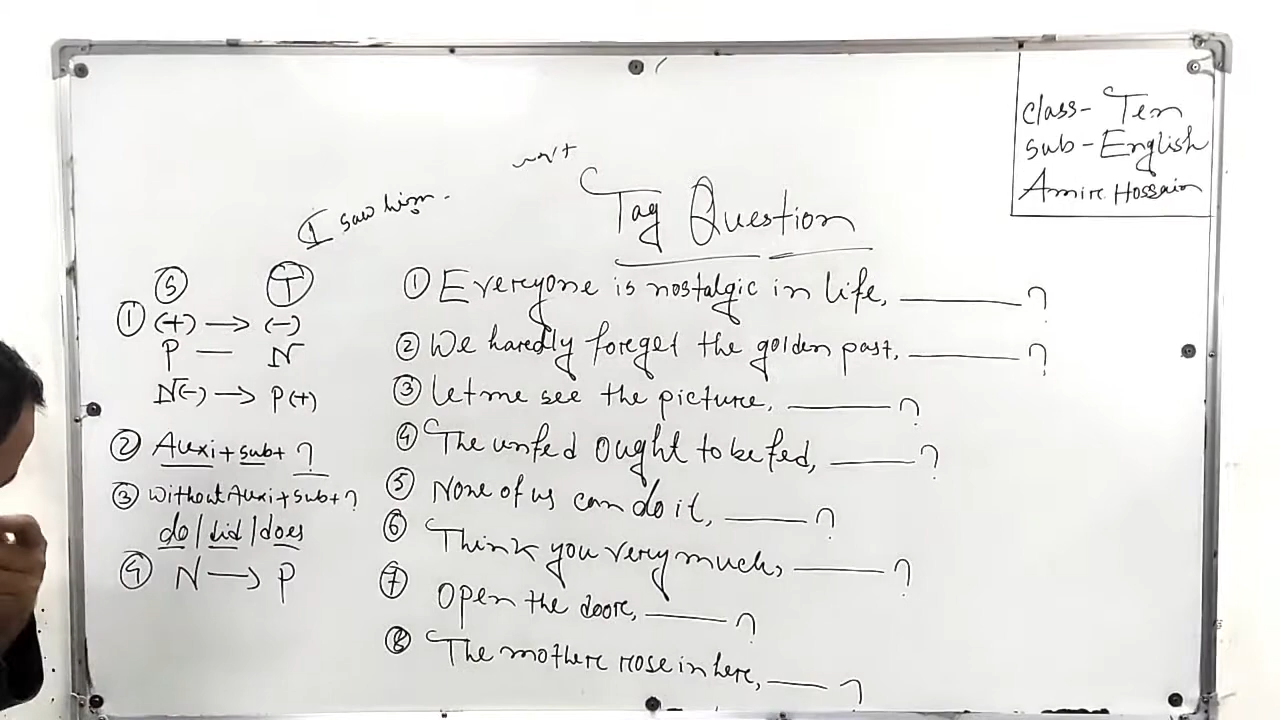 class- Ten
sub- English
Amir Hossain
Tag Question
I saw him.
S T
① (+) → (-)
P — N
N(-) → P(+)
② Auxi + sub + ?
③ without Auxi + sub + ?
do / did / does
④ N → P
① Everyone is nostalgic in life, ______?
② We hardly forget the golden past, ______?
③ Let me see the picture, ______?
④ The unfed ought to be fed, ______?
⑤ None of us can do it, ______?
⑥ Think you very much, ______?
⑦ Open the door, ______?
⑧ The mother rose in her, ______?